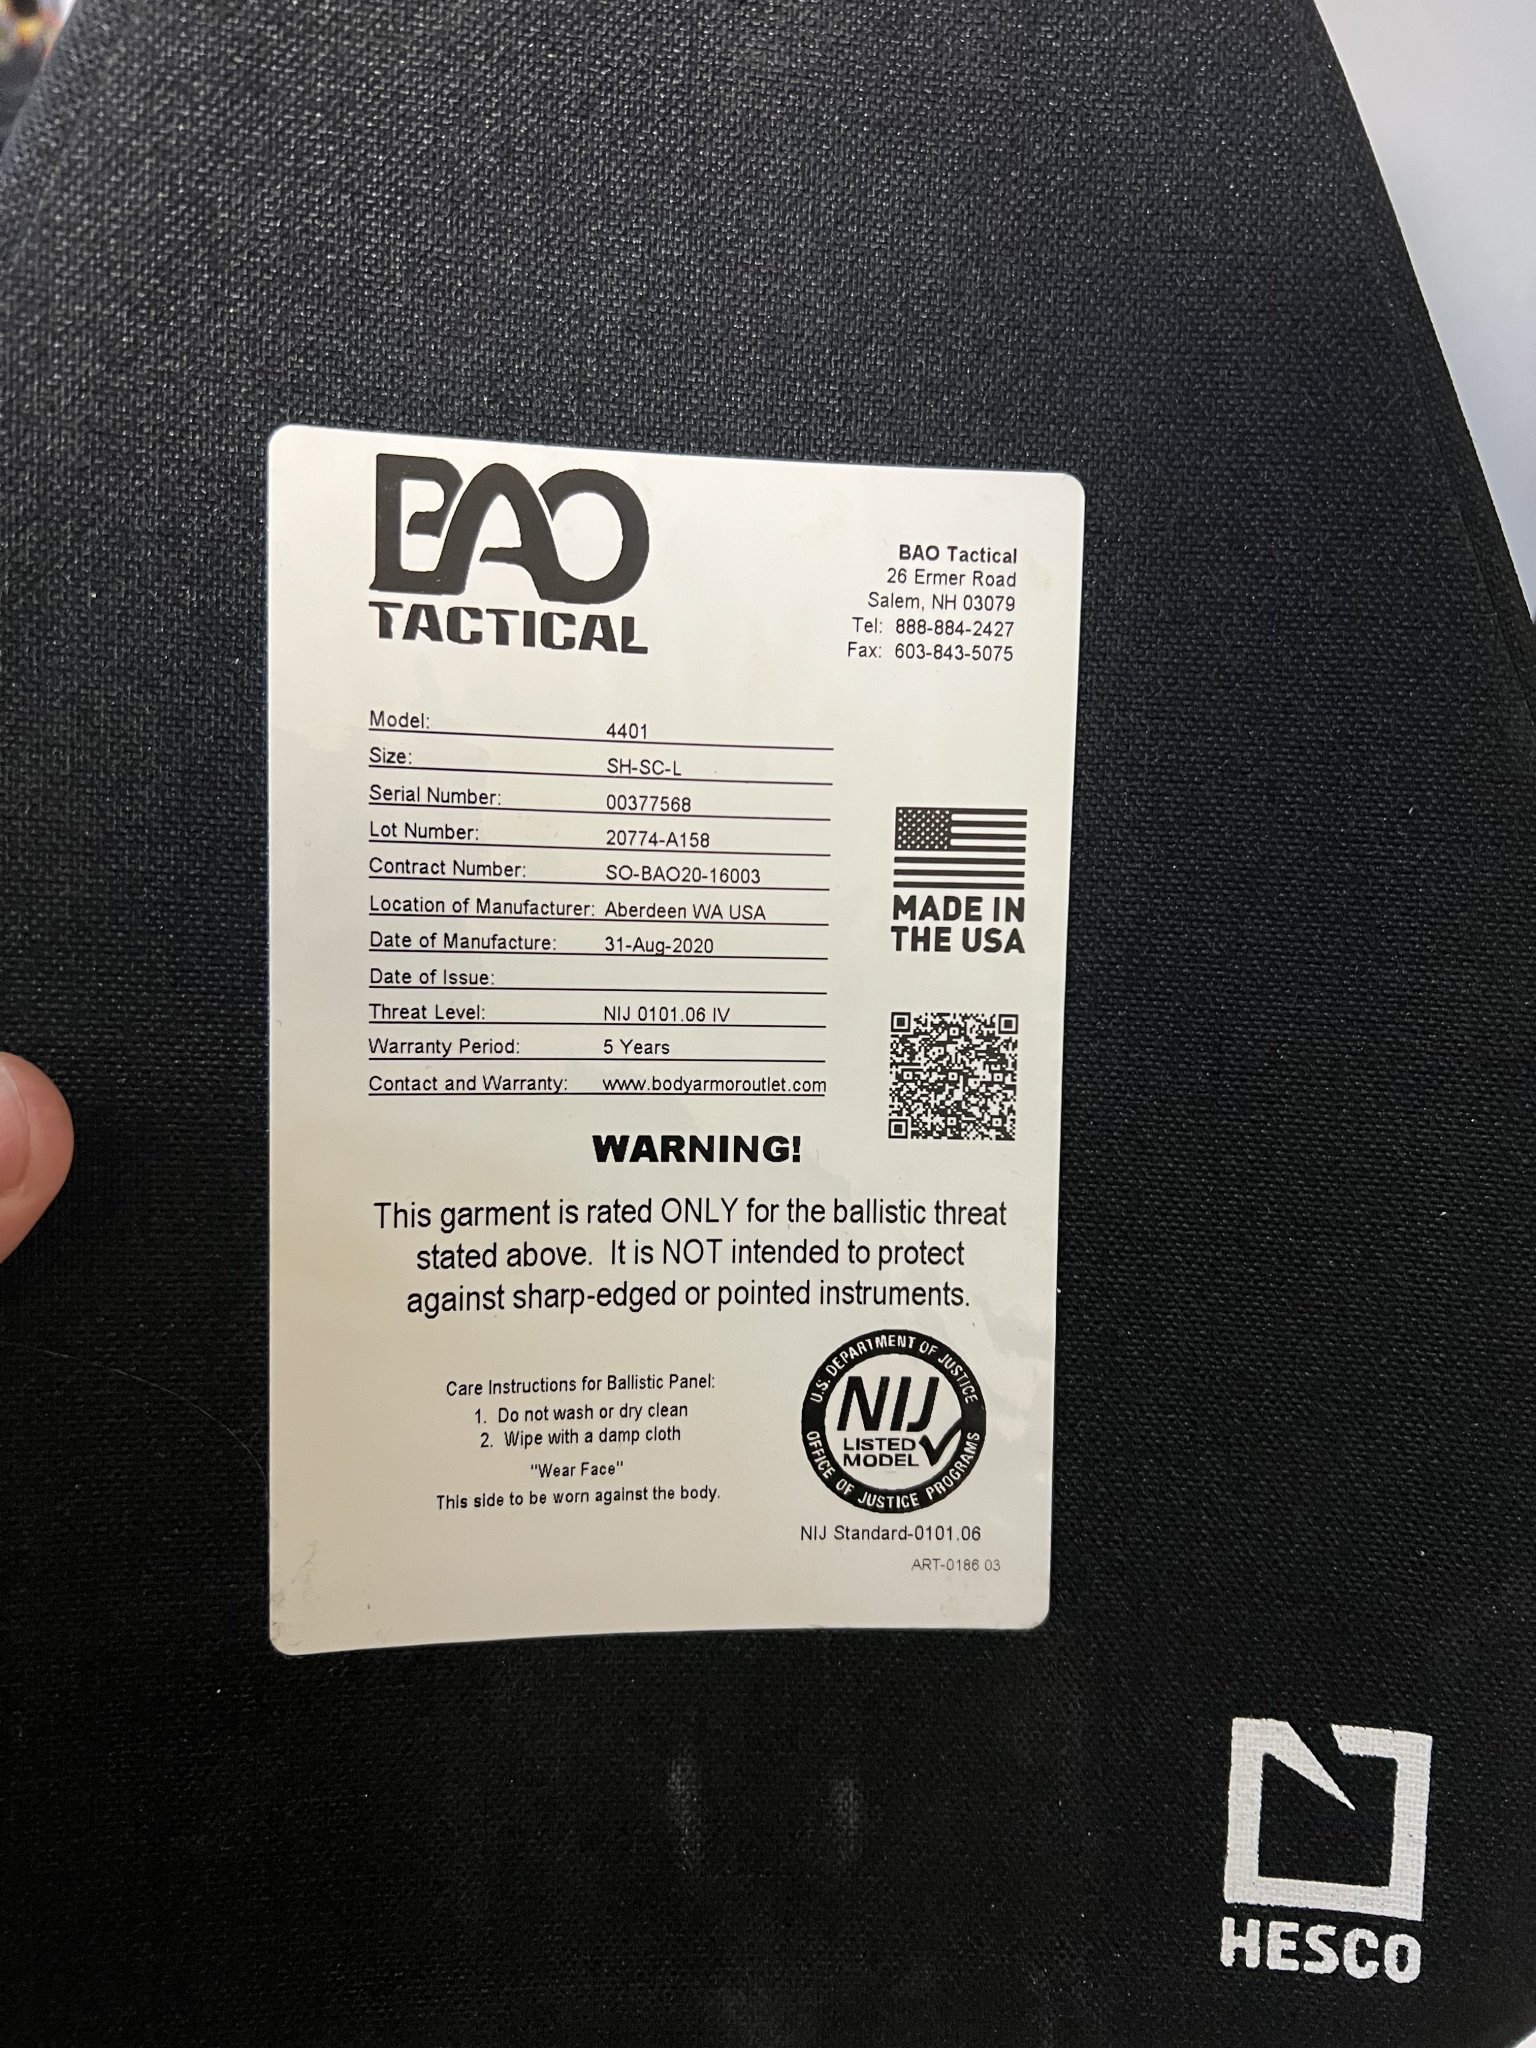 BAO
TACTICAL
BAO Tactical
26 Ermer Road
Salem, NH 03079
Tel: 888-884-2427
Fax: 603-843-5075
Model: 4401
Size: SH-SC-L
Serial Number: 00377568
Lot Number: 20774-A158
Contract Number: SO-BAO20-16003
Location of Manufacturer: Aberdeen WA USA
Date of Manufacture: 31-Aug-2020
Date of Issue:
Threat Level: NIJ 0101.06 IV
Warranty Period: 5 Years
Contact and Warranty: www.bodyarmoroutlet.com
MADE IN
THE USA
WARNING!
This garment is rated ONLY for the ballistic threat
stated above. It is NOT intended to protect
against sharp-edged or pointed instruments.
Care Instructions for Ballistic Panel:
1. Do not wash or dry clean
2. Wipe with a damp cloth
"Wear Face"
This side to be worn against the body.
U.S. DEPARTMENT OF JUSTICE
NIJ
LISTED
MODEL
OFFICE OF JUSTICE PROGRAMS
NIJ Standard-0101.06
ART-0186 03
HESCO